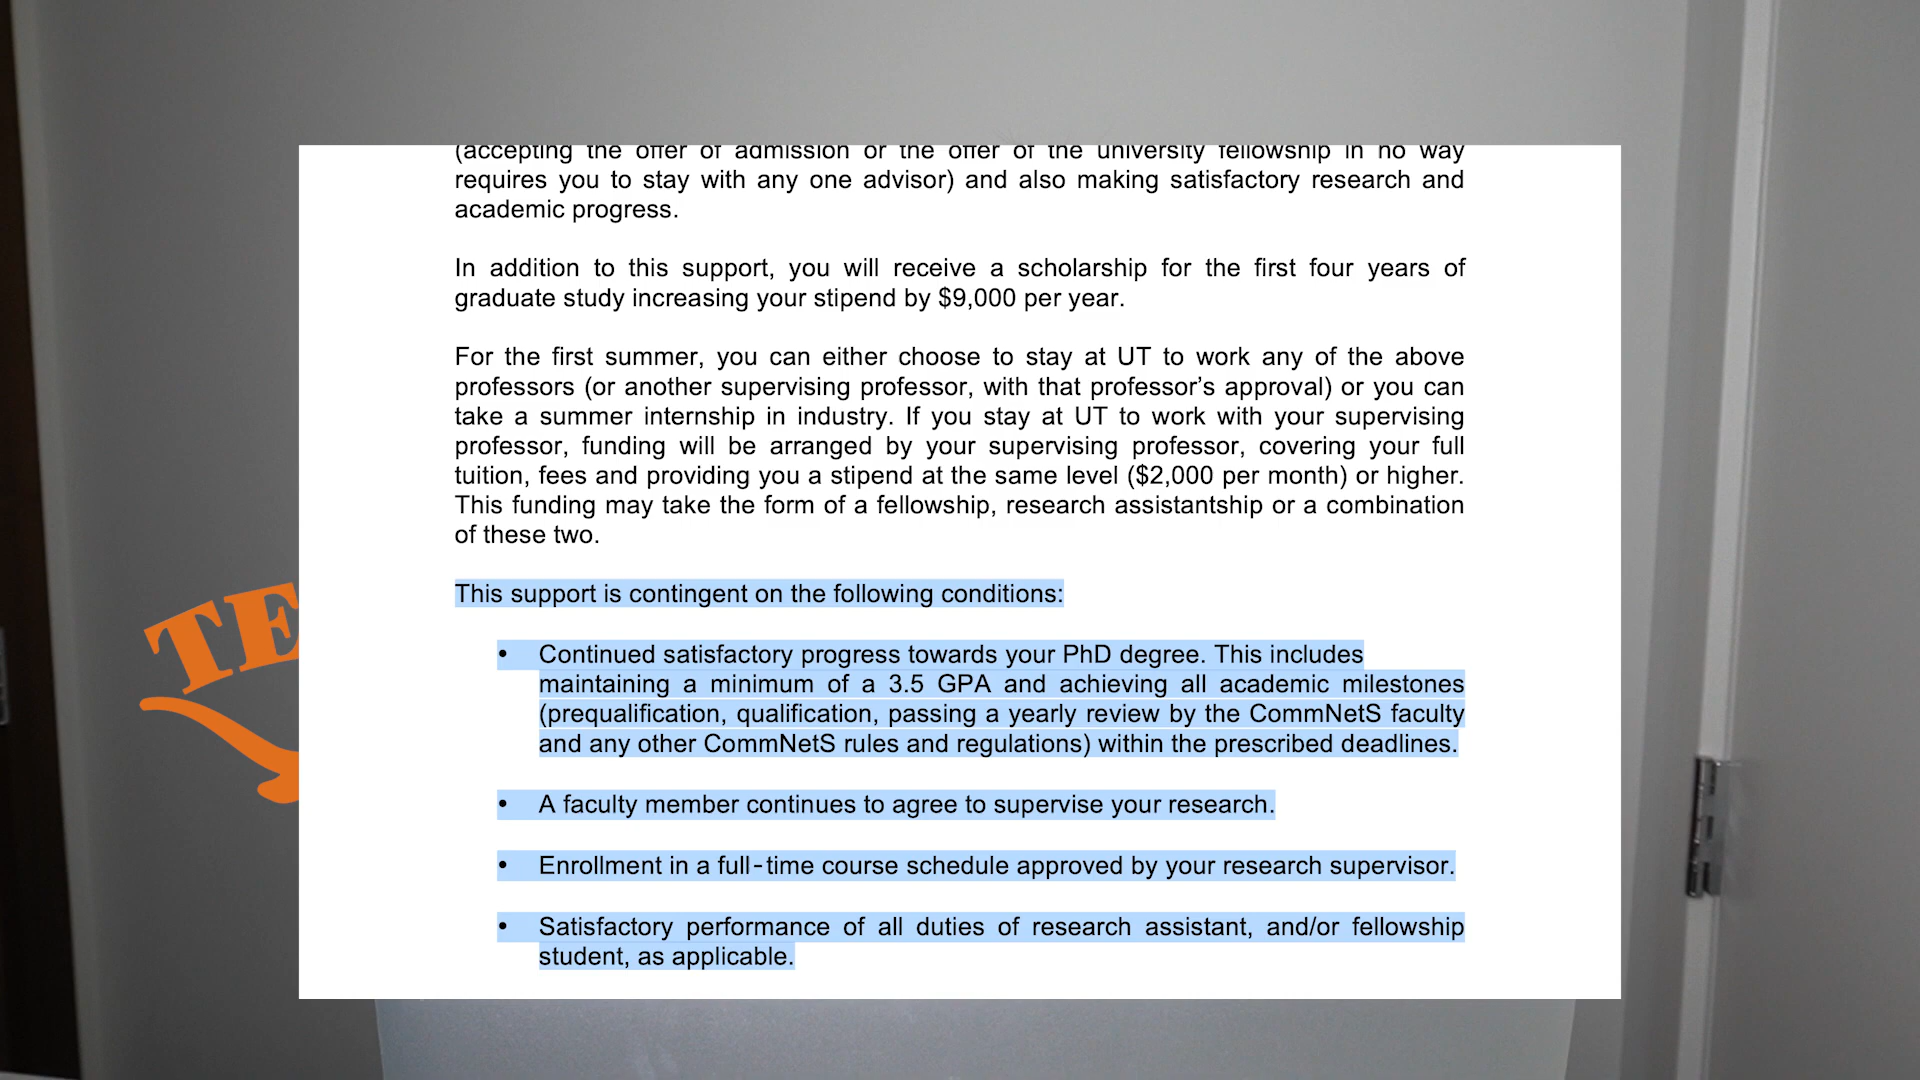 (accepting the offer of admission or the offer of the university fellowship in no way
requires you to stay with any one advisor) and also making satisfactory research and
academic progress.
In addition to this support, you will receive a scholarship for the first four years of
graduate study increasing your stipend by $9,000 per year.
For the first summer, you can either choose to stay at UT to work any of the above
professors (or another supervising professor, with that professor’s approval) or you can
take a summer internship in industry. If you stay at UT to work with your supervising
professor, funding will be arranged by your supervising professor, covering your full
tuition, fees and providing you a stipend at the same level ($2,000 per month) or higher.
This funding may take the form of a fellowship, research assistantship or a combination
of these two.
This support is contingent on the following conditions:
• Continued satisfactory progress towards your PhD degree. This includes
maintaining a minimum of a 3.5 GPA and achieving all academic milestones
(prequalification, qualification, passing a yearly review by the CommNetS faculty
and any other CommNetS rules and regulations) within the prescribed deadlines.
• A faculty member continues to agree to supervise your research.
• Enrollment in a full-time course schedule approved by your research supervisor.
• Satisfactory performance of all duties of research assistant, and/or fellowship
student, as applicable.
TE